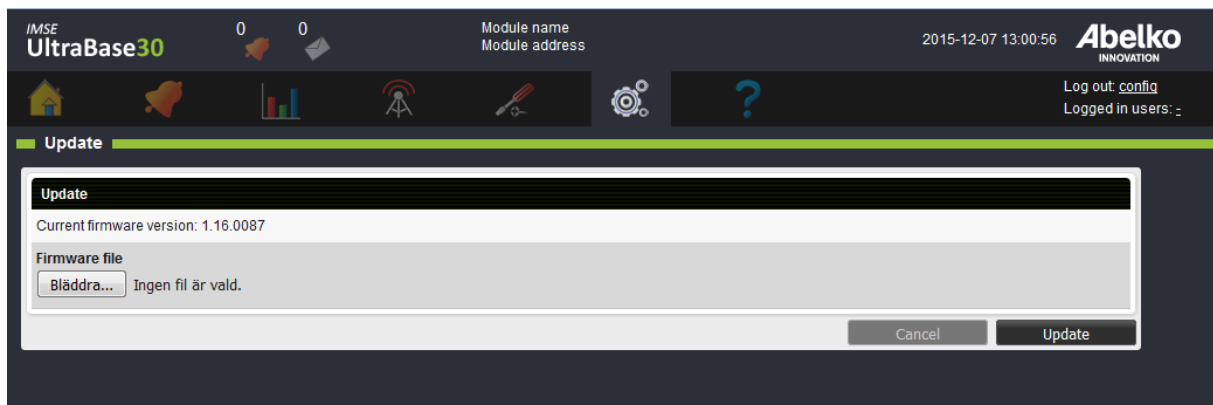 IMSE
UltraBase30
0
0
Module name
Module address
2015-12-07 13:00:56
Abelko
INNOVATION
Log out: config
Logged in users: -
Update
Update
Current firmware version: 1.16.0087
Firmware file
Bläddra... Ingen fil är vald.
Cancel
Update